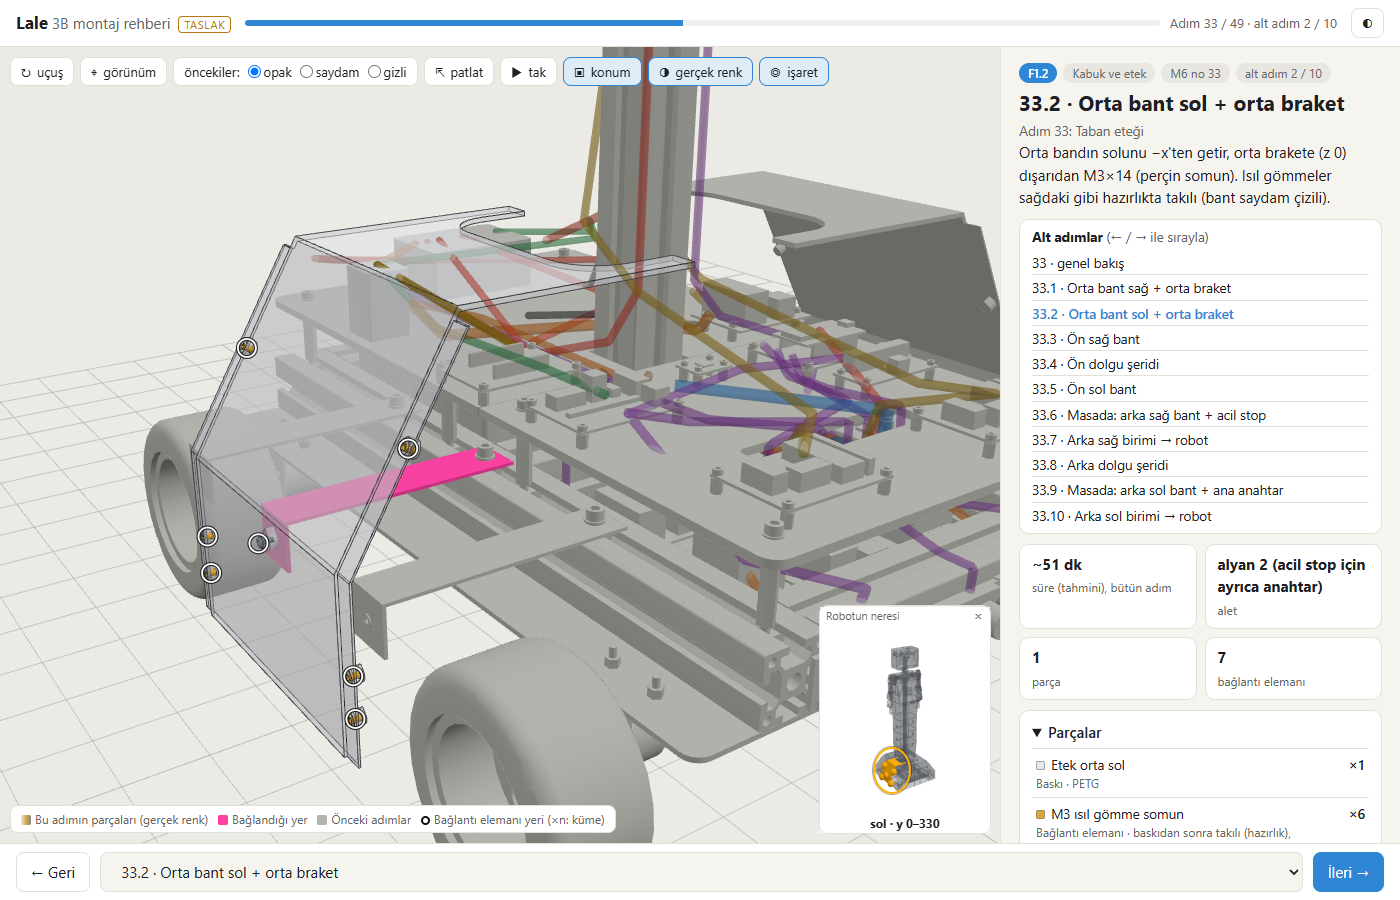 Lale 3B montaj rehberi TASLAK
Adım 33 / 49 · alt adım 2 / 10
uçuş
görünüm
öncekiler: opak saydam gizli
patlat
tak
konum
gerçek renk
işaret
F1.2
Kabuk ve etek
M6 no 33
alt adım 2 / 10
33.2 · Orta bant sol + orta braket
Adım 33: Taban eteği
Orta bandın solunu −x'ten getir, orta brakete (z 0)
dışarıdan M3×14 (perçin somun). Isıl gömmeler
sağdaki gibi hazırlıkta takılı (bant saydam çizili).
Alt adımlar (← / → ile sırayla)
33 · genel bakış
33.1 · Orta bant sağ + orta braket
33.2 · Orta bant sol + orta braket
33.3 · Ön sağ bant
33.4 · Ön dolgu şeridi
33.5 · Ön sol bant
33.6 · Masada: arka sağ bant + acil stop
33.7 · Arka sağ birimi → robot
33.8 · Arka dolgu şeridi
33.9 · Masada: arka sol bant + ana anahtar
33.10 · Arka sol birimi → robot
~51 dk
süre (tahmini), bütün adım
alyan 2 (acil stop için
ayrıca anahtar)
alet
1
parça
7
bağlantı elemanı
▼ Parçalar
Etek orta sol ×1
Baskı · PETG
M3 ısıl gömme somun ×6
Bağlantı elemanı · baskıdan sonra takılı (hazırlık),
Robotun neresi ×
sol · y 0–330
Bu adımın parçaları (gerçek renk)
Bağlandığı yer
Önceki adımlar
Bağlantı elemanı yeri (×n: küme)
← Geri
33.2 · Orta bant sol + orta braket
İleri →